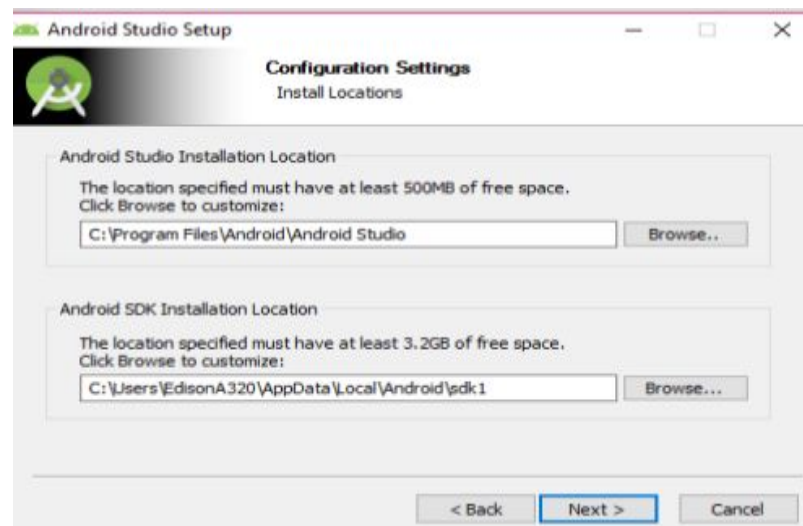 Android Studio Setup
Configuration Settings
Install Locations
Android Studio Installation Location
The location specified must have at least 500MB of free space.
Click Browse to customize:
C:\Program Files\Android\Android Studio
Browse..
Android SDK Installation Location
The location specified must have at least 3.2GB of free space.
Click Browse to customize:
C:\Users\EdisonA320\AppData\Local\Android\sdk1
Browse...
< Back
Next >
Cancel